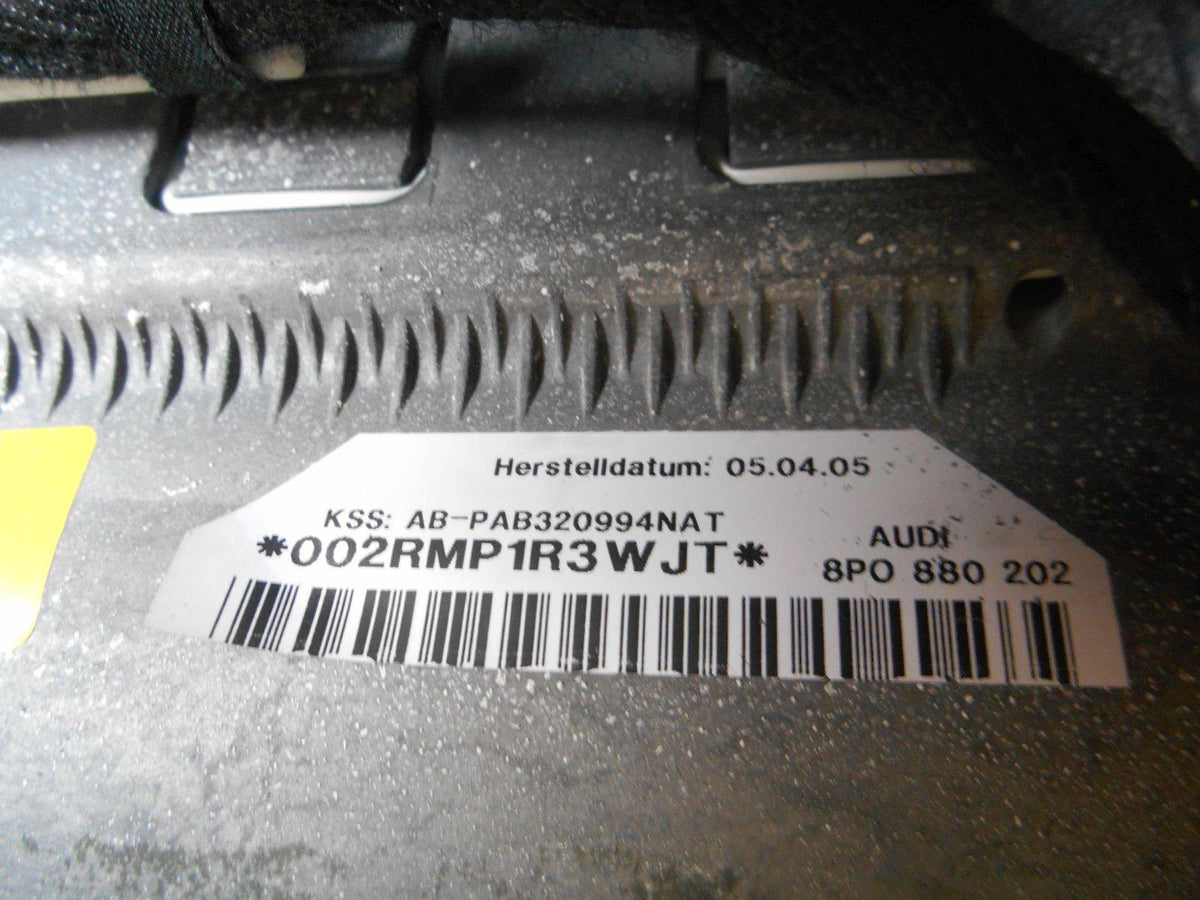 Herstelldatum: 05.04.05
KSS: AB-PAB320994NAT
*002RMP1R3WJT*
AUDI
8P0 880 202